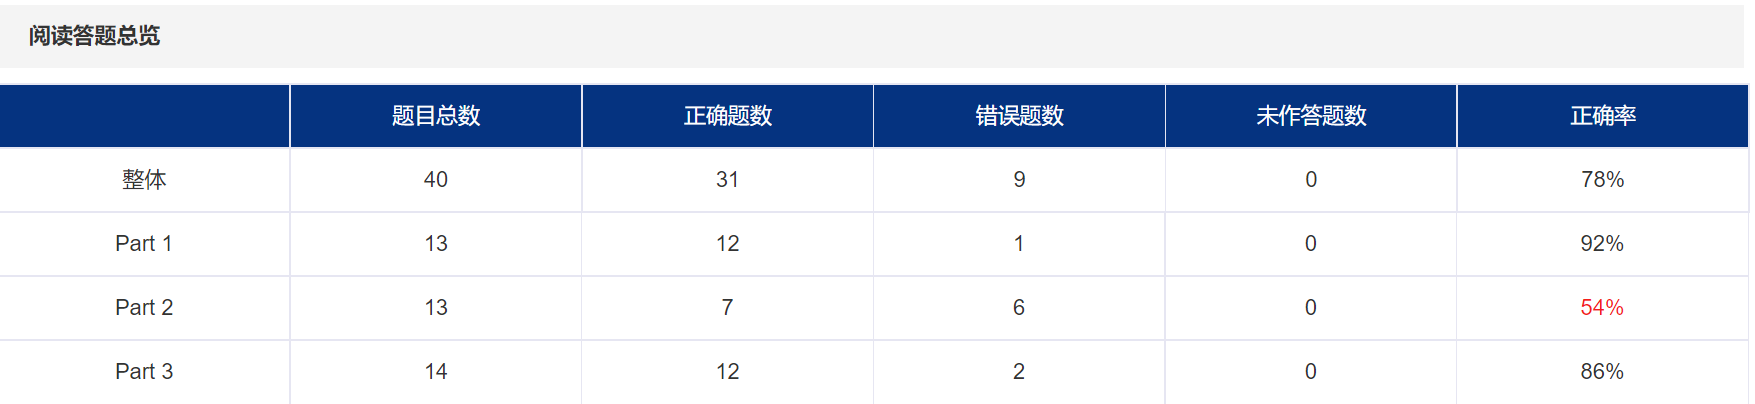 阅读答题总览
题目总数 正确题数 错误题数 未作答题数 正确率
整体 40 31 9 0 78%
Part 1 13 12 1 0 92%
Part 2 13 7 6 0 54%
Part 3 14 12 2 0 86%